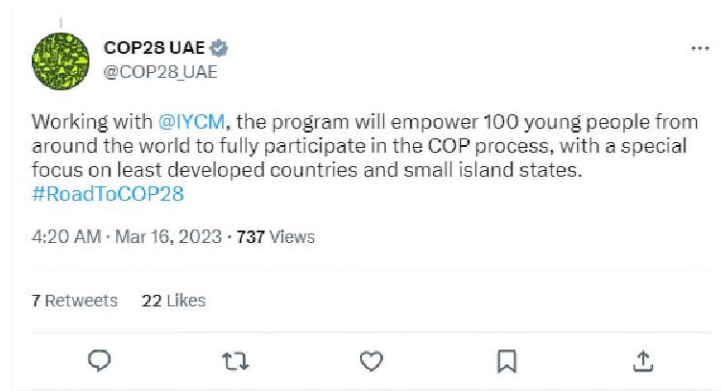 COP28 UAE
@COP28_UAE
Working with @IYCM, the program will empower 100 young people from
around the world to fully participate in the COP process, with a special
focus on least developed countries and small island states.
#RoadToCOP28
4:20 AM · Mar 16, 2023 · 737 Views
7 Retweets 22 Likes